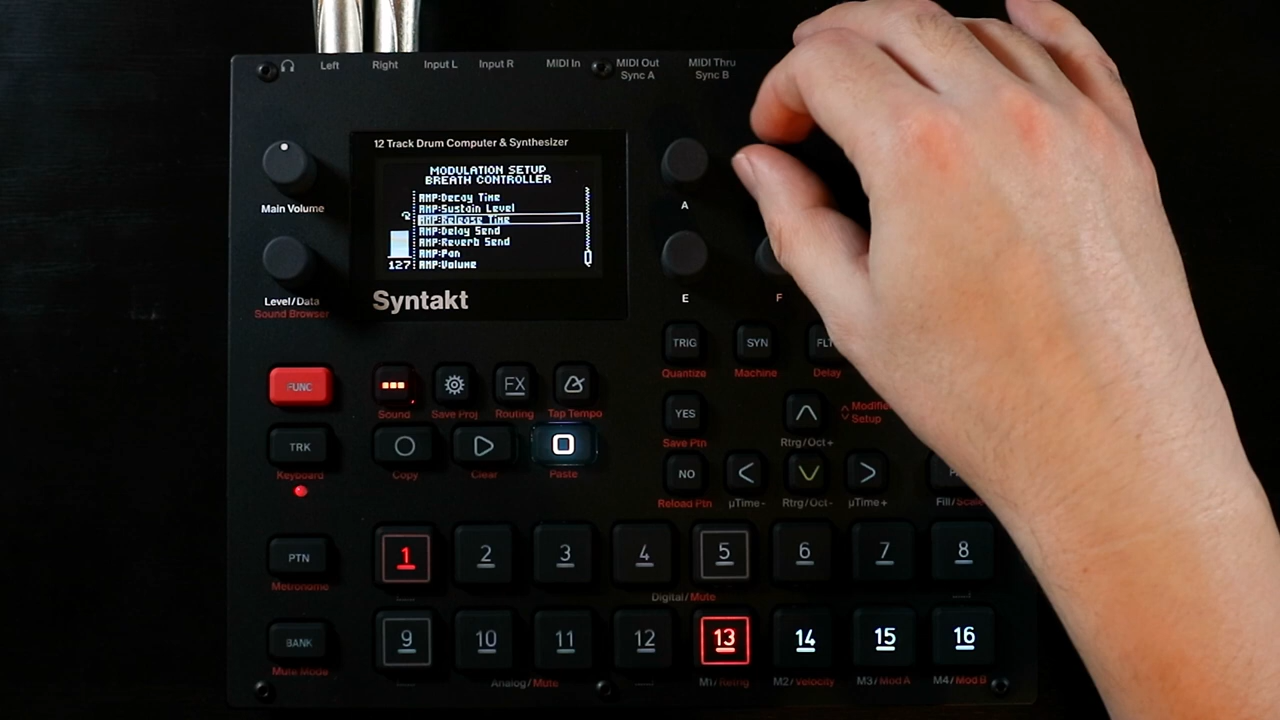 Left Right Input L Input R MIDI In MIDI Out MIDI Thru
Sync A Sync B
12 Track Drum Computer & Synthesizer
MODULATION SETUP
BREATH CONTROLLER
AMP:Decay Time
AMP:Sustain Level
AMP:Release Time
AMP:Delay Send
AMP:Reverb Send
AMP:Pan
127 AMP:Volume
Main Volume
A
Syntakt
Level/Data
Sound Browser
E F
TRIG SYN FLT
Quantize Machine Delay
FUNC FX
Sound Save Proj Routing Tap Tempo
YES
Modifier
Setup
Save Ptn Rtrg/Oct+
TRK
Keyboard Copy Clear Paste
NO
Reload Ptn µTime- Rtrg/Oct- µTime+ Fill/Scale
PTN 1 2 3 4 5 6 7 8
Metronome
Digital/Mute
BANK 9 10 11 12 13 14 15 16
Mute Mode
Analog/Mute M1/Retrig M2/Velocity M3/Mod A M4/Mod B